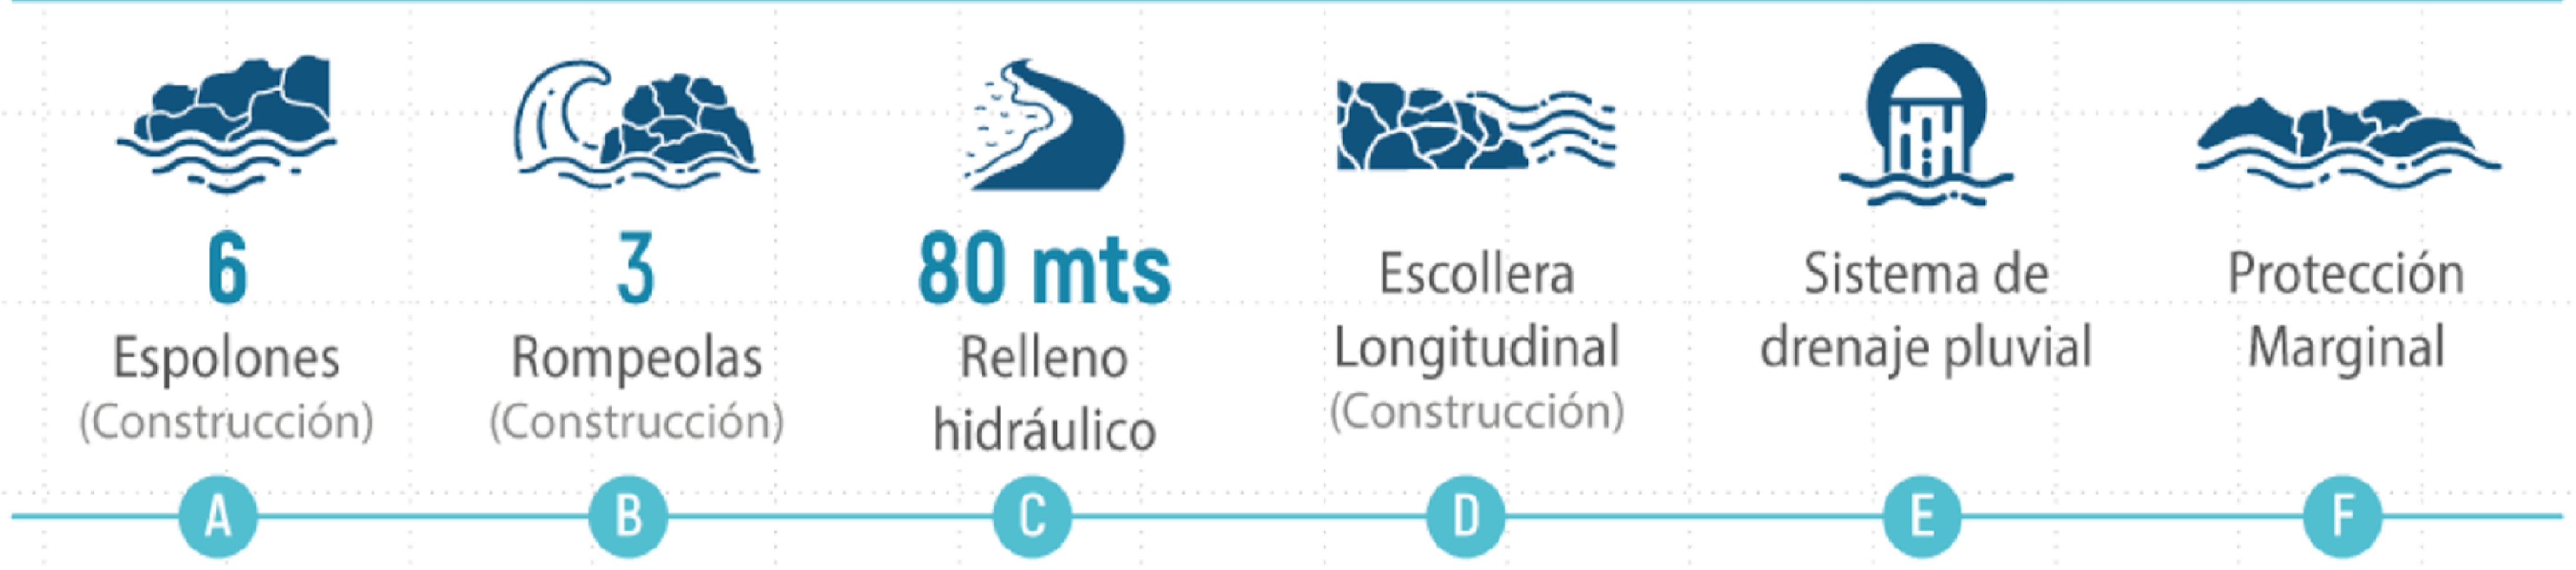 6
Espolones
(Construcción)
A
3
Rompeolas
(Construcción)
B
80 mts
Relleno
hidráulico
C
Escollera
Longitudinal
(Construcción)
D
Sistema de
drenaje pluvial
E
Protección
Marginal
F